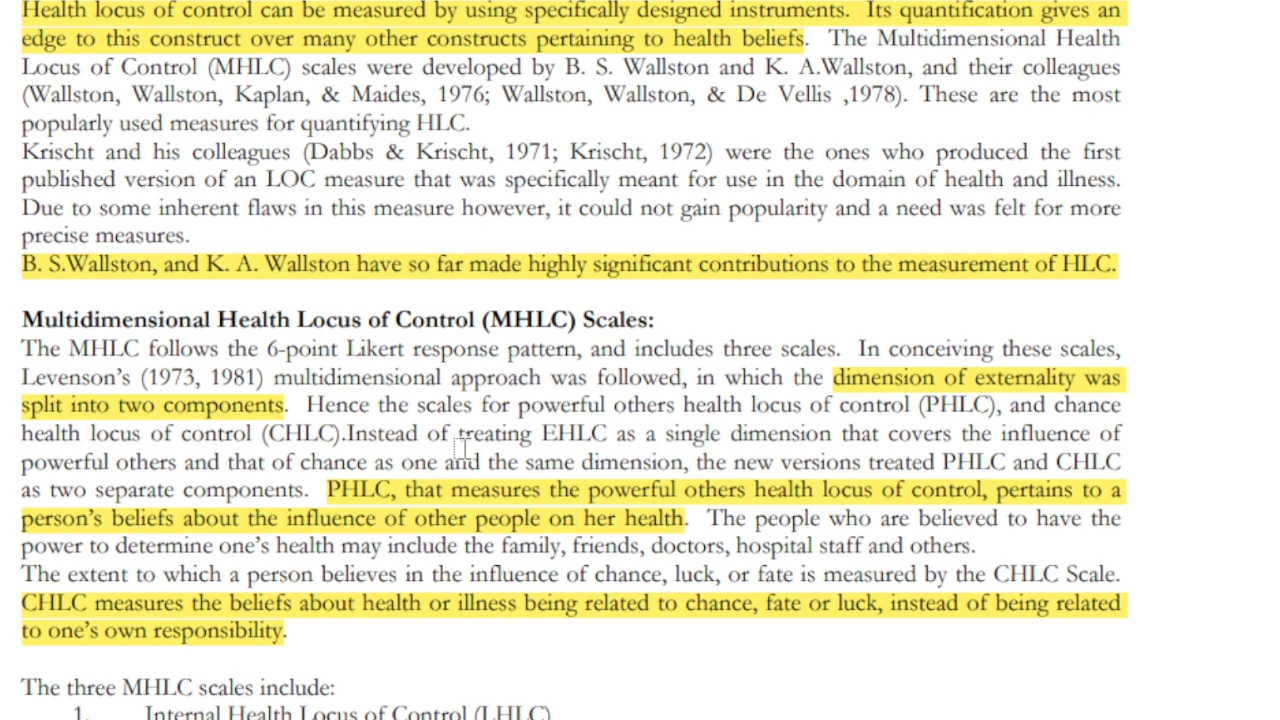 Health locus of control can be measured by using specifically designed instruments. Its quantification gives an
edge to this construct over many other constructs pertaining to health beliefs. The Multidimensional Health
Locus of Control (MHLC) scales were developed by B. S. Wallston and K. A.Wallston, and their colleagues
(Wallston, Wallston, Kaplan, & Maides, 1976; Wallston, Wallston, & De Vellis ,1978). These are the most
popularly used measures for quantifying HLC.
Krischt and his colleagues (Dabbs & Krischt, 1971; Krischt, 1972) were the ones who produced the first
published version of an LOC measure that was specifically meant for use in the domain of health and illness.
Due to some inherent flaws in this measure however, it could not gain popularity and a need was felt for more
precise measures.
B. S.Wallston, and K. A. Wallston have so far made highly significant contributions to the measurement of HLC.
Multidimensional Health Locus of Control (MHLC) Scales:
The MHLC follows the 6-point Likert response pattern, and includes three scales. In conceiving these scales,
Levenson's (1973, 1981) multidimensional approach was followed, in which the dimension of externality was
split into two components. Hence the scales for powerful others health locus of control (PHLC), and chance
health locus of control (CHLC).Instead of treating EHLC as a single dimension that covers the influence of
powerful others and that of chance as one and the same dimension, the new versions treated PHLC and CHLC
as two separate components. PHLC, that measures the powerful others health locus of control, pertains to a
person's beliefs about the influence of other people on her health. The people who are believed to have the
power to determine one's health may include the family, friends, doctors, hospital staff and others.
The extent to which a person believes in the influence of chance, luck, or fate is measured by the CHLC Scale.
CHLC measures the beliefs about health or illness being related to chance, fate or luck, instead of being related
to one's own responsibility.
The three MHLC scales include:
1. Internal Health Locus of Control (LHLC)